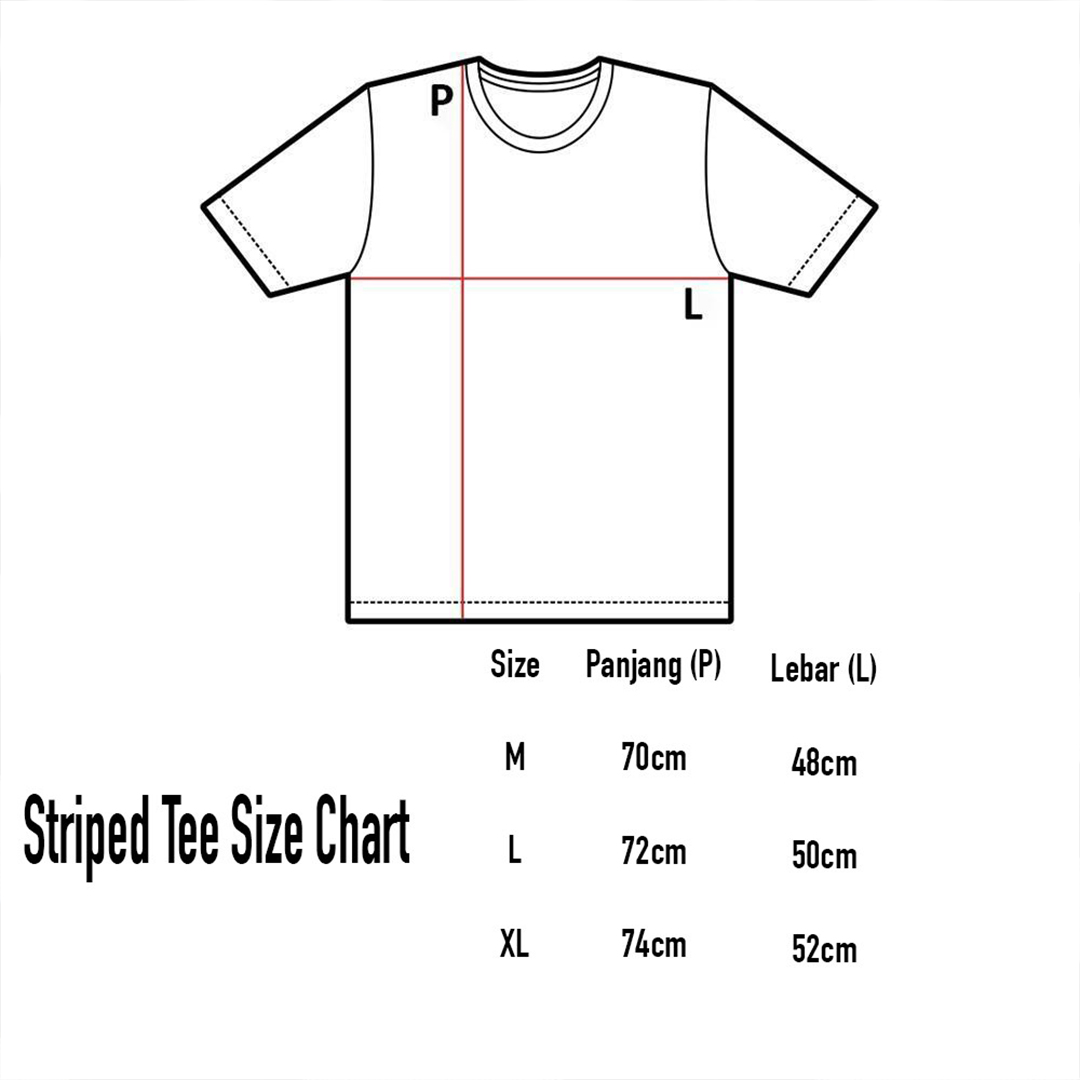 P
L
Size Panjang (P) Lebar (L)
M 70cm 48cm
Striped Tee Size Chart
L 72cm 50cm
XL 74cm 52cm